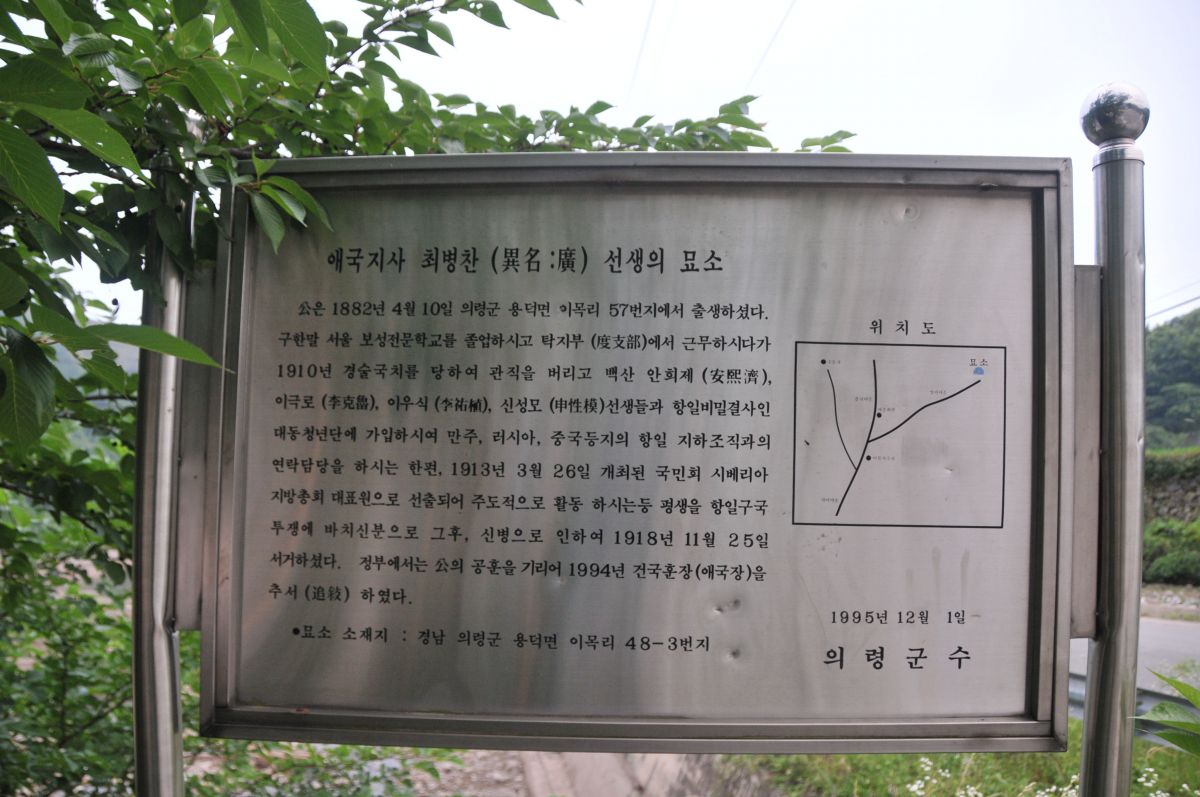 애국지사 최병찬 (異名:廣) 선생의 묘소
公은 1882년 4월 10일 의령군 용덕면 이목리 57번지에서 출생하셨다.
구한말 서울 보성전문학교를 졸업하시고 탁지부 (度支部)에서 근무하시다가
1910년 경술국치를 당하여 관직을 버리고 백산 안희제 (安熙濟),
이극로 (李克魯), 이우식 (李祐植), 신성모 (申性模)선생들과 항일비밀결사인
대동청년단에 가입하시여 만주, 러시아, 중국등지의 항일 지하조직과의
연락담당을 하시는 한편, 1913년 3월 26일 개최된 국민회 시베리아
지방총회 대표원으로 선출되어 주도적으로 활동 하시는등 평생을 항일구국
투쟁에 바치신분으로 그후, 신병으로 인하여 1918년 11월 25일
서거하셨다. 정부에서는 公의 공훈을 기리어 1994년 건국훈장(애국장)을
추서 (追敍) 하였다.
●묘소 소재지 : 경남 의령군 용덕면 이목리 48-3번지
위치도
묘소
1995년 12월 1일
의령군수